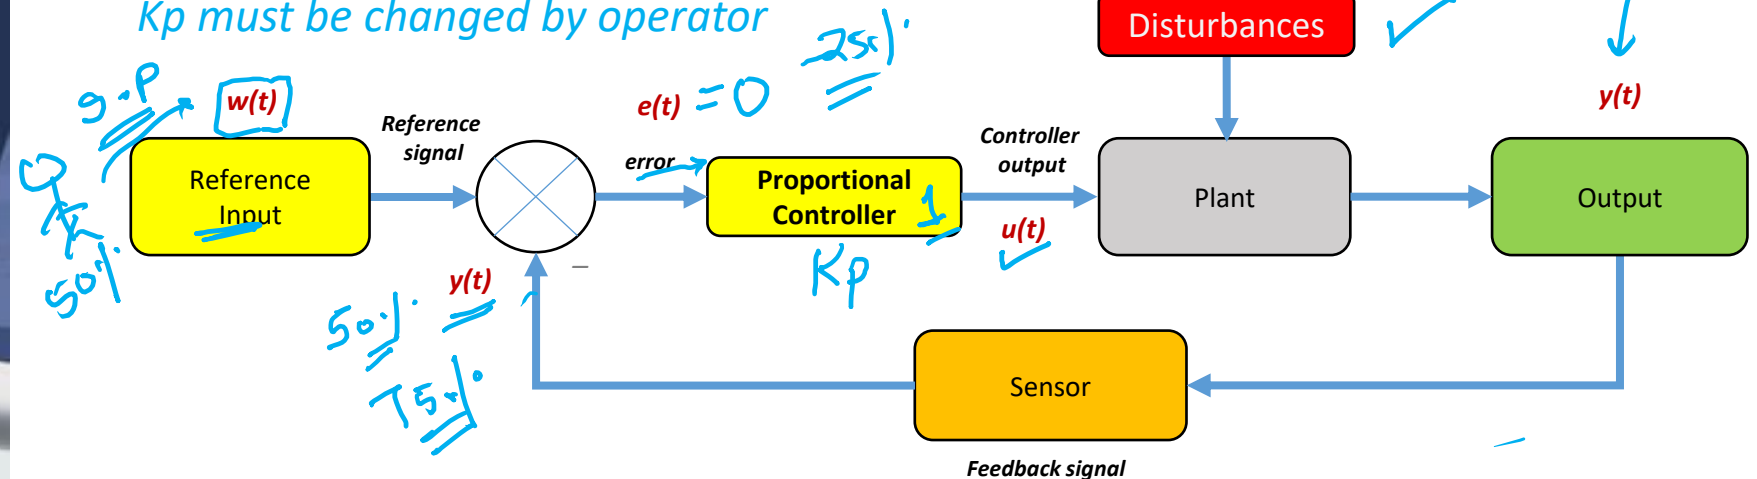 Kp must be changed by operator
Disturbances
-25%
S.P
w(t)
e(t) = 0
y(t)
Reference
signal
Controller
output
error
Reference
Input
Proportional
Controller 1
Plant
Output
u(t)
50%
y(t)
–
Kp
50%
75%
Sensor
Feedback signal